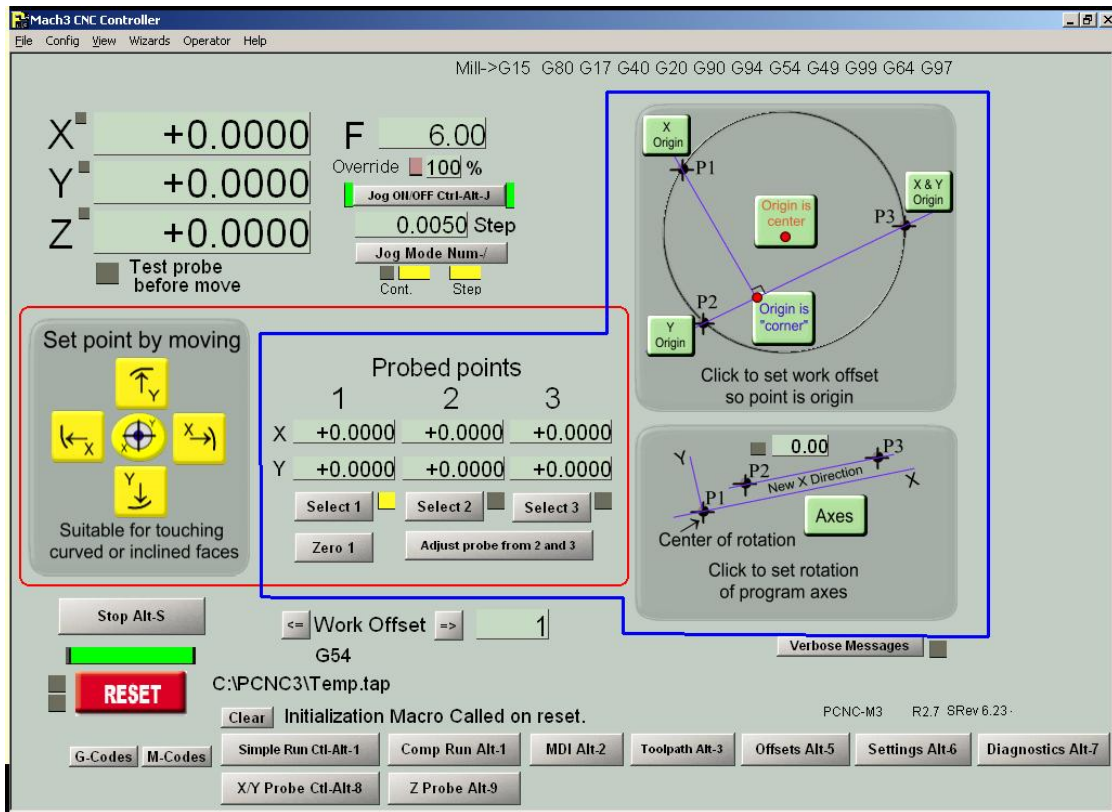 Mach3 CNC Controller
File Config View Wizards Operator Help
Mill->G15 G80 G17 G40 G20 G90 G94 G54 G49 G99 G64 G97
X +0.0000
Y +0.0000
Z +0.0000
Test probe
before move
F 6.00
Override 100 %
Jog ON/OFF Ctrl-Alt-J
0.0050 Step
Jog Mode Num-/
Cont. Step
X
Origin
P1
X & Y
Origin
P3
Origin is
center
P2
Y
Origin
Origin is
"corner"
Click to set work offset
so point is origin
Set point by moving
Y
X
X
Y
X
Y
Suitable for touching
curved or inclined faces
Probed points
1 2 3
X +0.0000 +0.0000 +0.0000
Y +0.0000 +0.0000 +0.0000
Select 1 Select 2 Select 3
Zero 1 Adjust probe from 2 and 3
0.00
Y
P3
P2
New X Direction
X
P1
Axes
Center of rotation
Click to set rotation
of program axes
Stop Alt-S
<= Work Offset => 1
G54
Verbose Messages
RESET
C:\PCNC3\Temp.tap
Clear Initialization Macro Called on reset.
PCNC-M3 R2.7 SRev 6.23-
G-Codes M-Codes
Simple Run Ctl-Alt-1 Comp Run Alt-1 MDI Alt-2 Toolpath Alt-3 Offsets Alt-5 Settings Alt-6 Diagnostics Alt-7
X/Y Probe Ctl-Alt-8 Z Probe Alt-9